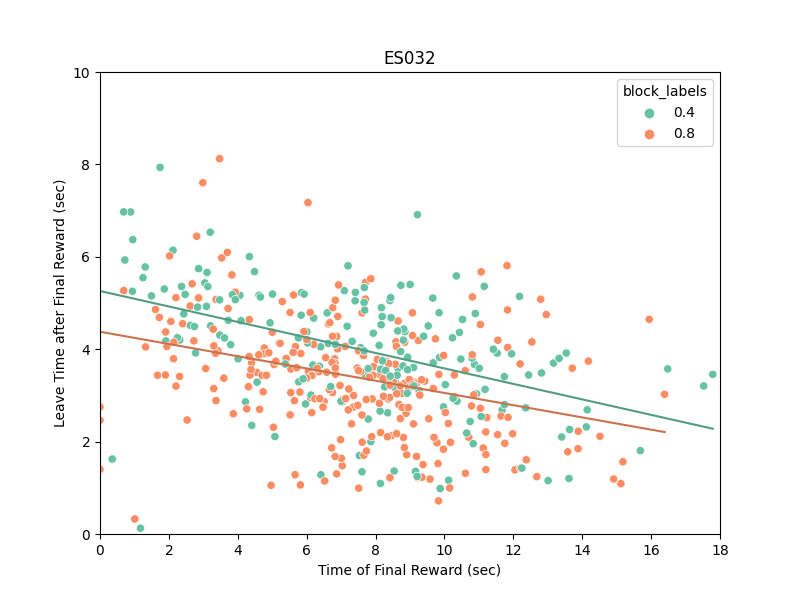 ES032
block_labels
0.4
0.8
Leave Time after Final Reward (sec)
10
8
6
4
2
0
0 2 4 6 8 10 12 14 16 18
Time of Final Reward (sec)